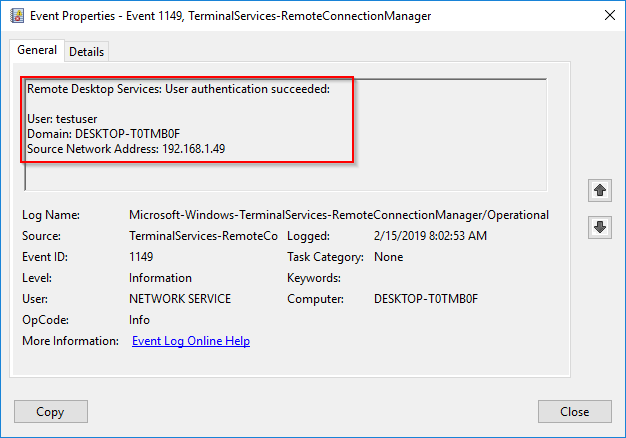 Event Properties - Event 1149, TerminalServices-RemoteConnectionManager
General
Details
Remote Desktop Services: User authentication succeeded:
User: testuser
Domain: DESKTOP-T0TMB0F
Source Network Address: 192.168.1.49
Log Name: Microsoft-Windows-TerminalServices-RemoteConnectionManager/Operational
Source: TerminalServices-RemoteCo Logged: 2/15/2019 8:02:53 AM
Event ID: 1149 Task Category: None
Level: Information Keywords:
User: NETWORK SERVICE Computer: DESKTOP-T0TMB0F
OpCode: Info
More Information: Event Log Online Help
Copy
Close